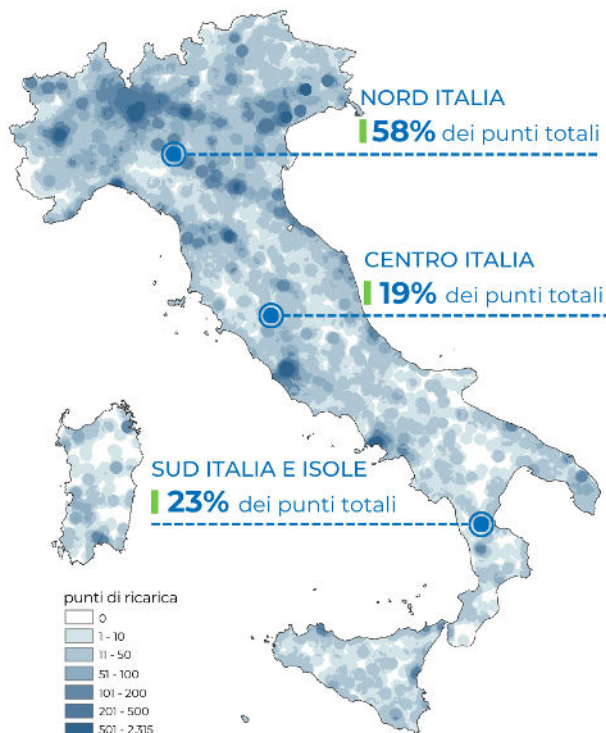 NORD ITALIA
58% dei punti totali
CENTRO ITALIA
19% dei punti totali
SUD ITALIA E ISOLE
23% dei punti totali
punti di ricarica
0
1 - 10
11 - 50
51 - 100
101 - 200
201 - 500
501 - 2.315